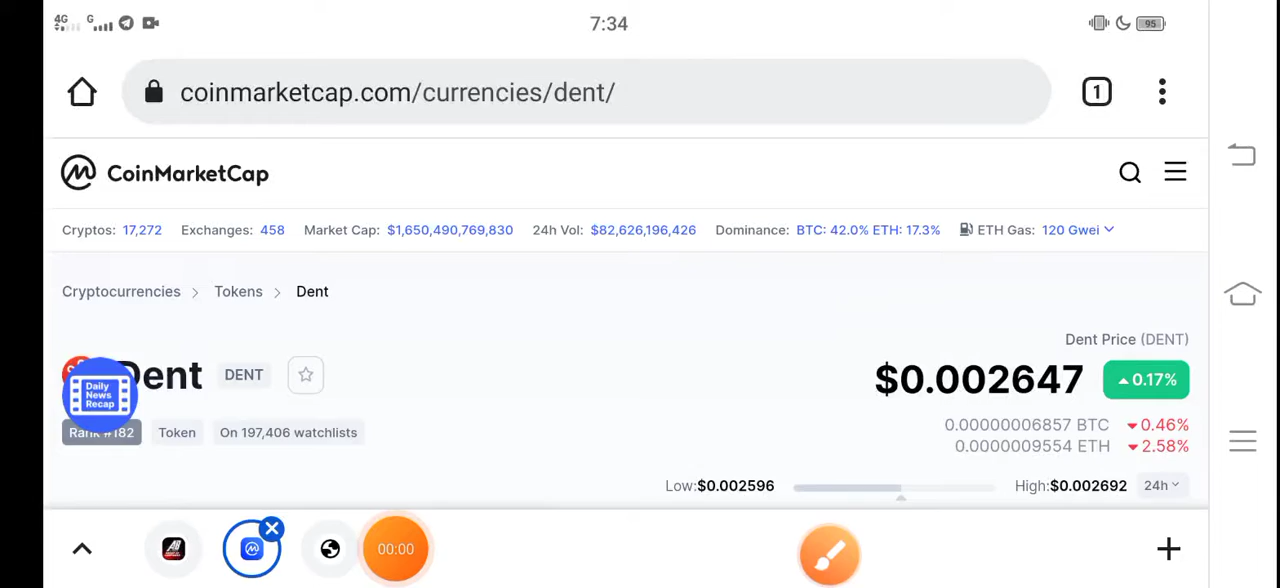 4G G 7:34 95
coinmarketcap.com/currencies/dent/ 1
CoinMarketCap
Cryptos: 17,272 Exchanges: 458 Market Cap: $1,650,490,769,830 24h Vol: $82,626,196,426 Dominance: BTC: 42.0% ETH: 17.3% ETH Gas: 120 Gwei
Cryptocurrencies > Tokens > Dent
Dent Price (DENT)
Dent DENT $0.002647 0.17%
Daily
News
Recap
Rank #182 Token On 197,406 watchlists
0.00000006857 BTC 0.46%
0.0000009554 ETH 2.58%
Low:$0.002596 High:$0.002692 24h
00:00